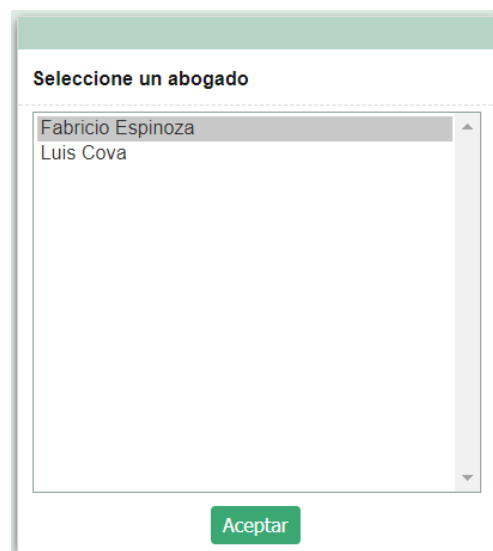 Seleccione un abogado
Fabricio Espinoza
Luis Cova
Aceptar